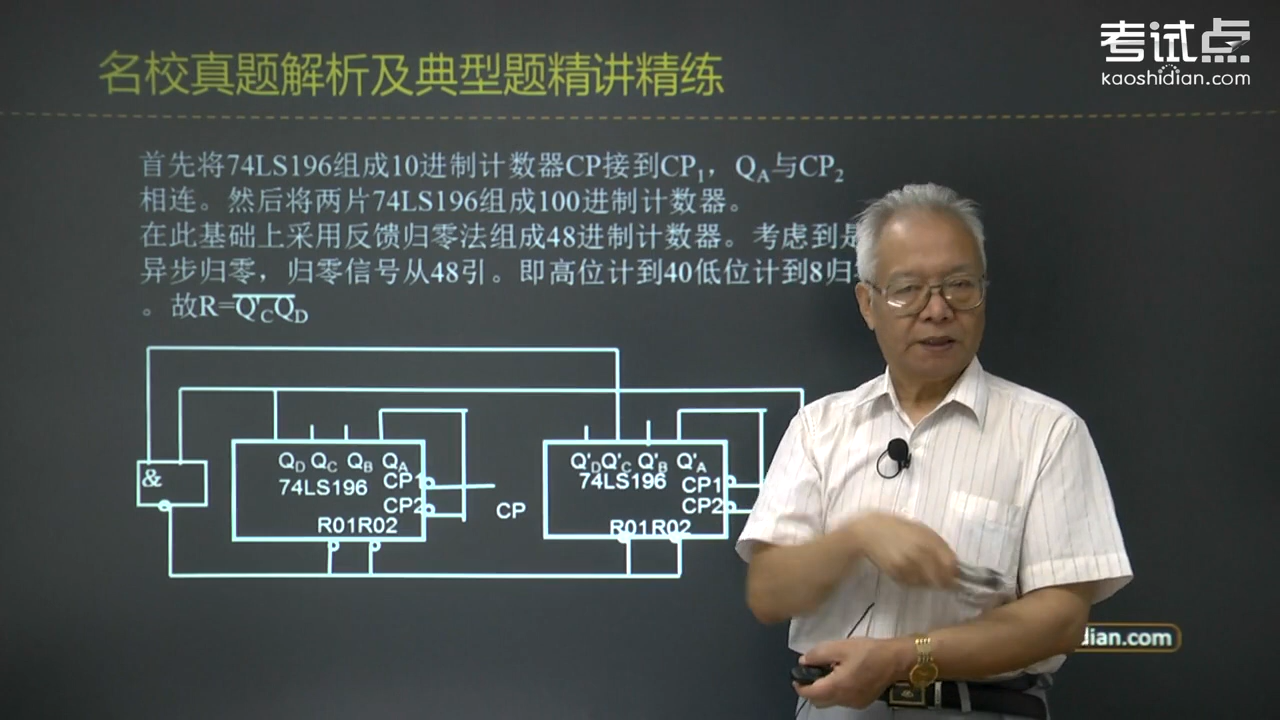 考试点
kaoshidian.com
名校真题解析及典型题精讲精练
首先将74LS196组成10进制计数器CP接到CP1，QA与CP2
相连。然后将两片74LS196组成100进制计数器。
在此基础上采用反馈归零法组成48进制计数器。考虑到是
异步归零，归零信号从48引。即高位计到40低位计到8归
。故R=Q'CQD
&
QD QC QB QA
74LS196
CP1
CP2
R01R02
CP
Q'D Q'C Q'B Q'A
74LS196
CP1
CP2
R01R02
dian.com